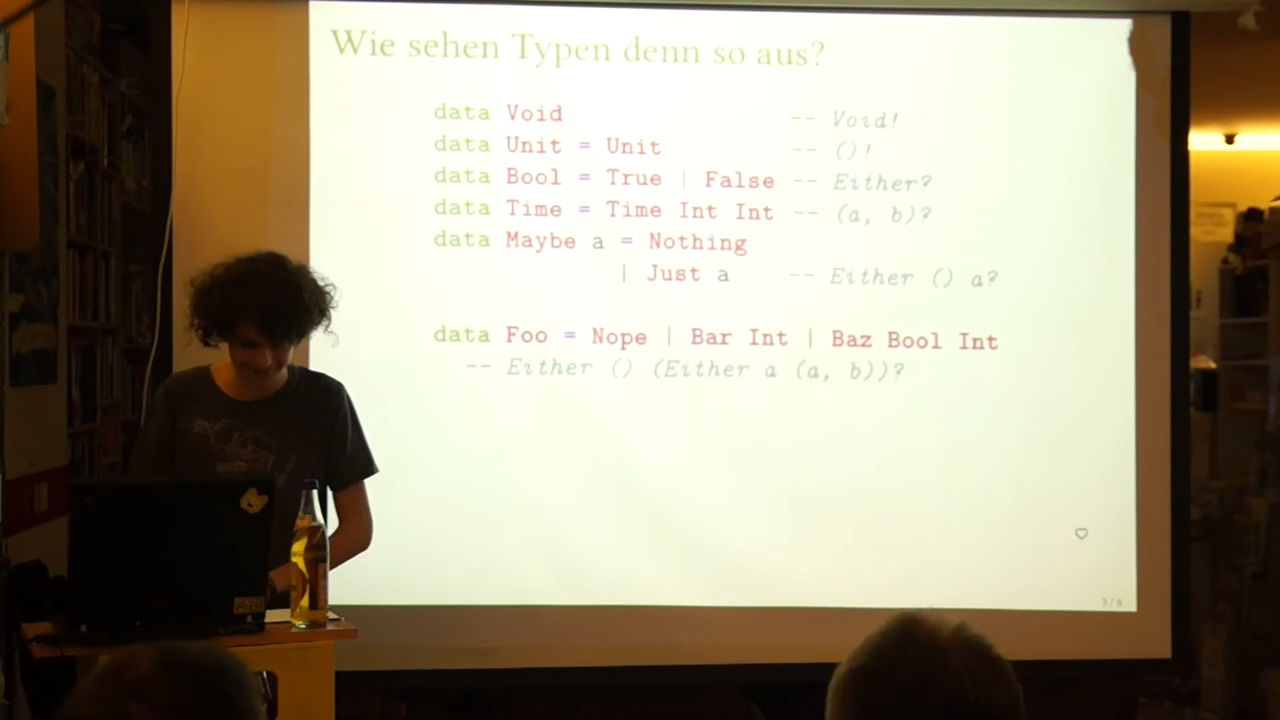 Wie sehen Typen denn so aus?
data Void -- Void!
data Unit = Unit -- ()!
data Bool = True | False -- Either?
data Time = Time Int Int -- (a, b)?
data Maybe a = Nothing
| Just a -- Either () a?
data Foo = Nope | Bar Int | Baz Bool Int
-- Either () (Either a (a, b))?